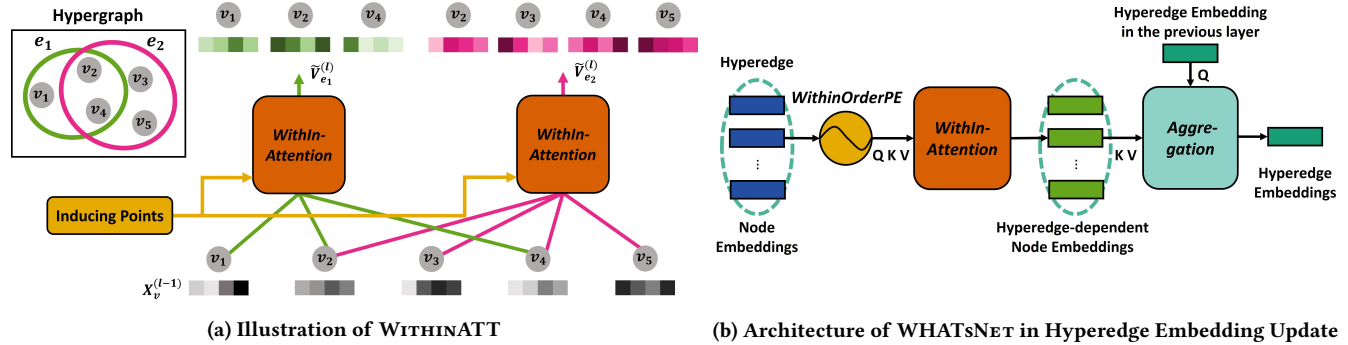 Hypergraph
e₁
e₂
v₂
v₃
v₁
v₄
v₅
v₁ v₂ v₄ v₂ v₃ v₄ v₅
Ṽ_{e₁}^{(l)}
Ṽ_{e₂}^{(l)}
WithIn-
Attention
WithIn-
Attention
Inducing Points
v₁ v₂ v₃ v₄ v₅
X_v^{(l−1)}
(a) Illustration of WITHINATT
Hyperedge Embedding
in the previous layer
Q
Hyperedge
WithinOrderPE
Q K V
WithIn-
Attention
K V
Aggre-
gation
Hyperedge
Embeddings
⋮
⋮
Node
Embeddings
Hyperedge-dependent
Node Embeddings
(b) Architecture of WHATSNET in Hyperedge Embedding Update